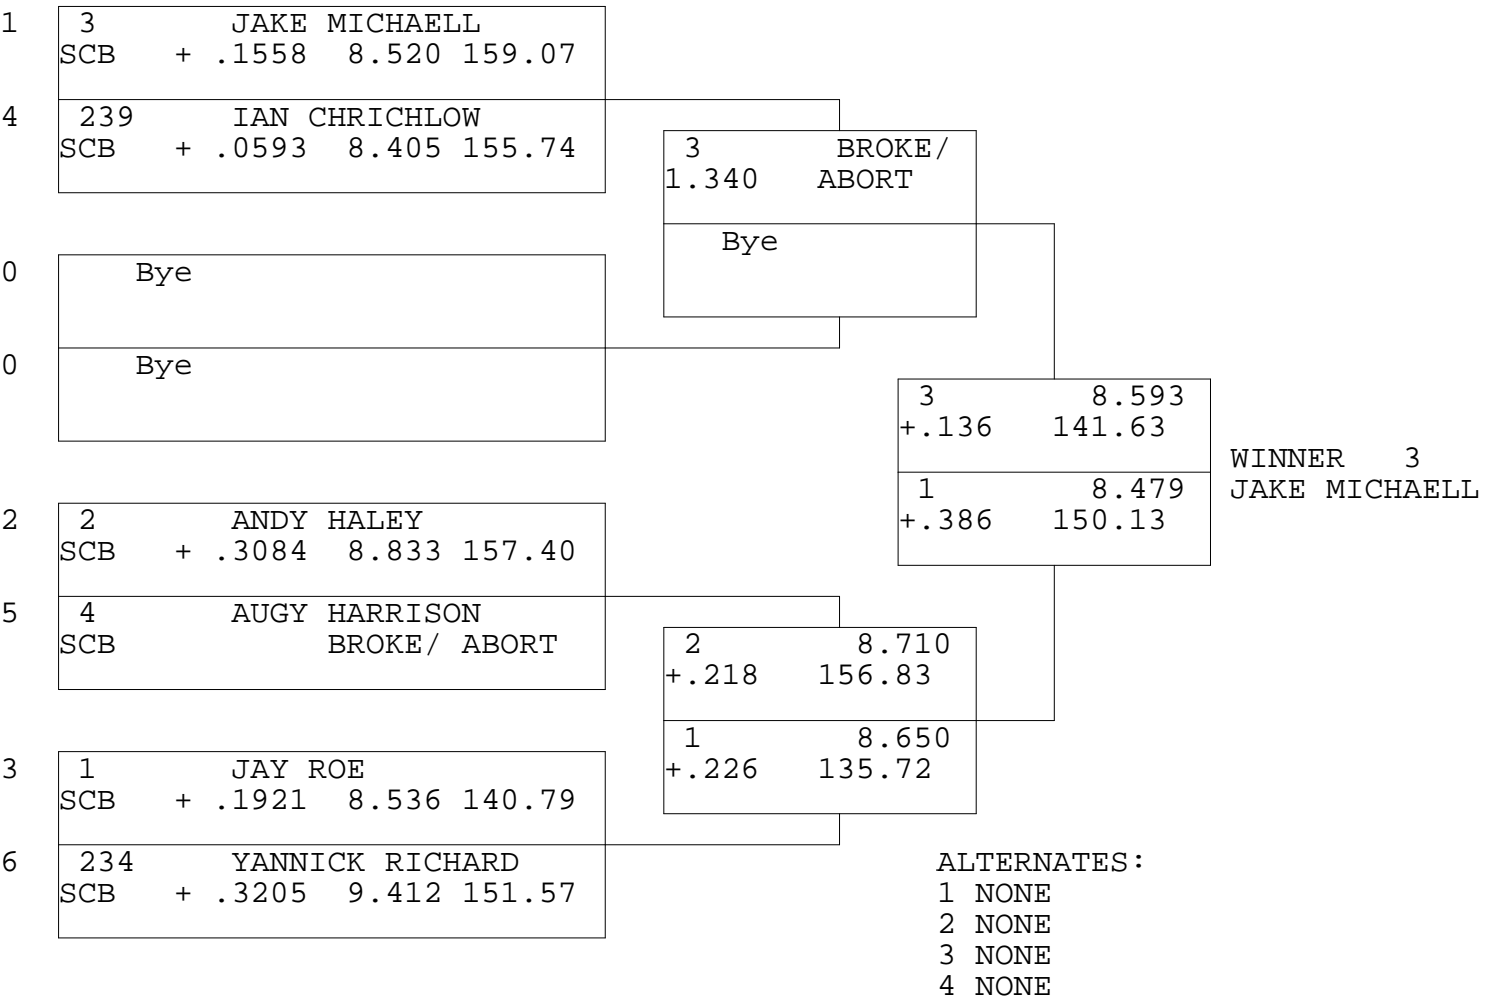 1 3 JAKE MICHAELL
SCB + .1558 8.520 159.07
4 239 IAN CHRICHLOW
SCB + .0593 8.405 155.74
3 BROKE/
1.340 ABORT
Bye
0 Bye
0 Bye
3 8.593
+.136 141.63
1 8.479
+.386 150.13
WINNER 3
JAKE MICHAELL
2 2 ANDY HALEY
SCB + .3084 8.833 157.40
5 4 AUGY HARRISON
SCB BROKE/ ABORT
2 8.710
+.218 156.83
1 8.650
+.226 135.72
3 1 JAY ROE
SCB + .1921 8.536 140.79
6 234 YANNICK RICHARD
SCB + .3205 9.412 151.57
ALTERNATES:
1 NONE
2 NONE
3 NONE
4 NONE